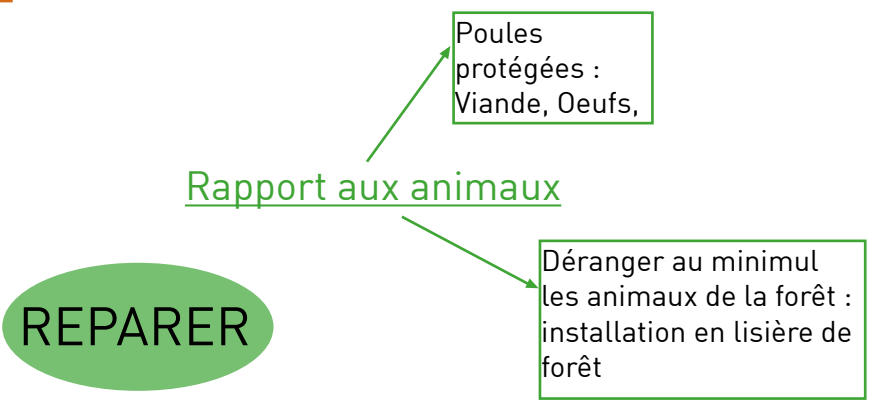 Poules
protégées :
Viande, Oeufs,
Rapport aux animaux
Déranger au minimul
les animaux de la forêt :
installation en lisière de
forêt
REPARER